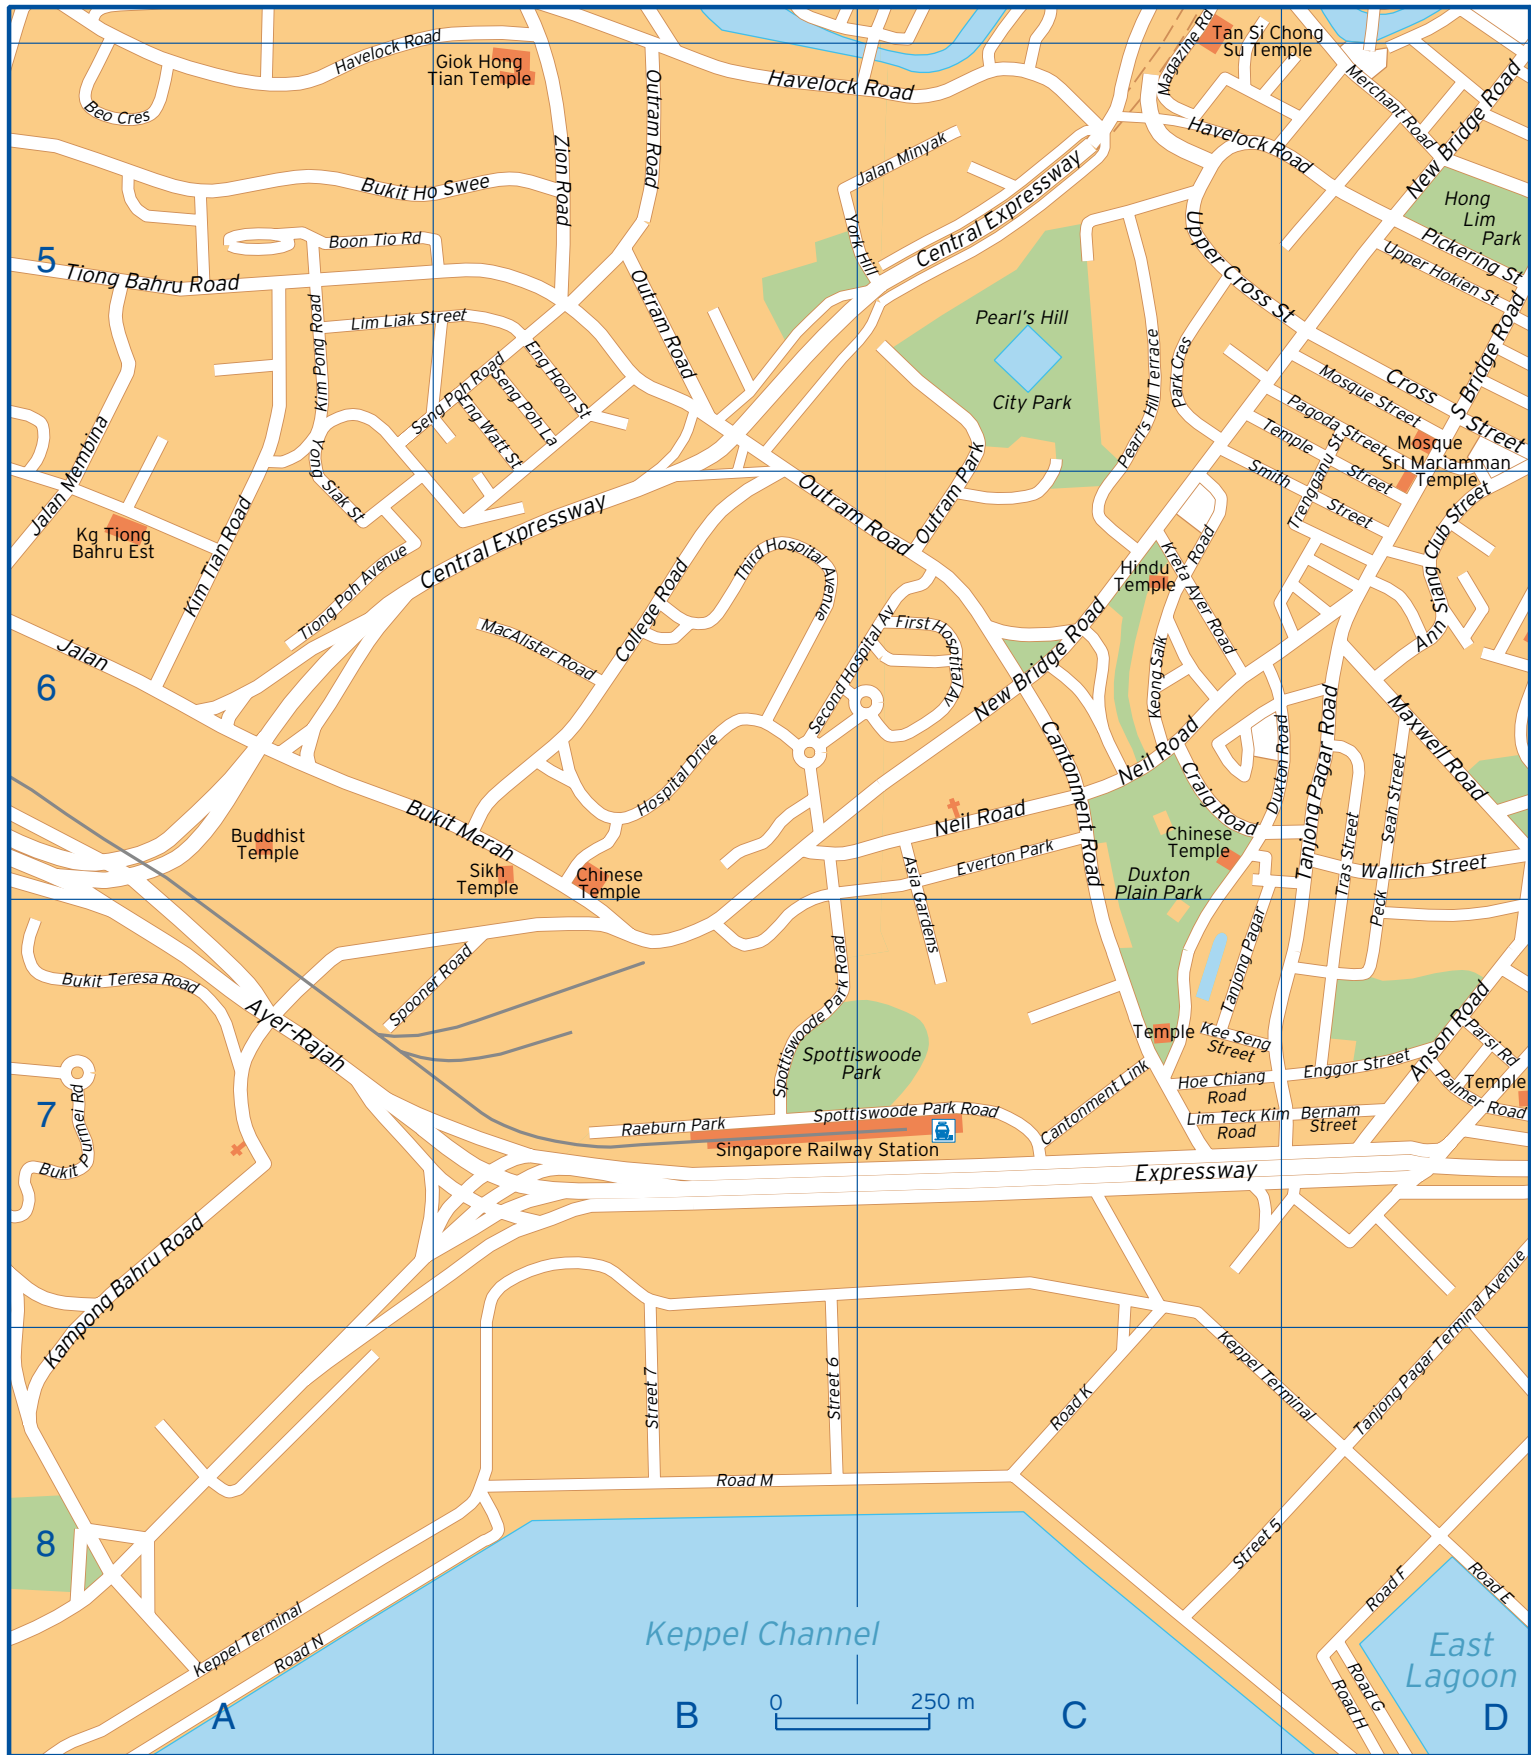 Havelock Road
Giok Hong
Tian Temple
Beo Cres
Outram Road
Havelock Road
Magazine Rd
Tan Si Chong
Su Temple
Merchant Road
New Bridge Road
Havelock Road
Zion Road
Jalan Minyak
Bukit Ho Swee
York Hill
Central Expressway
Hong
Lim
Park
Pickering St
Upper Hokien St
Upper Cross St
Boon Tio Rd
5
Tiong Bahru Road
Outram Road
Kim Pong Road
Lim Liak Street
Pearl's Hill
City Park
Pearl's Hill Terrace
Park Cres
S Bridge Road
Cross
Street
Mosque Street
Pagoda Street
Temple
Street
Smith
Street
Trengganu St
Mosque
Sri Mariamman
Temple
Seng Poh Road
Eng Hoon St
Seng Poh La
Eng Watt St
Yong
Siak St
Jalan Membina
Outram Park
Outram Road
Club Street
Ann
Siang
Kg Tiong
Bahru Est
Kim Tian Road
Central Expressway
Tiong Poh Avenue
College Road
Third Hospital Avenue
Hindu
Temple
Kreta Ayer Road
Road
MacAlister Road
Second Hospital Av
First Hosptital Av
New Bridge Road
Keong Saik
Jalan
6
Maxwell Road
Cantonment Road
Neil Road
Duxton Road
Tanjong Pagar Road
Craig Road
Hospital Drive
Seah Street
Peck
Tras Street
Wallich Street
Bukit Merah
Buddhist
Temple
Sikh
Temple
Chinese
Temple
Neil Road
Everton Park
Asia Gardens
Chinese
Temple
Duxton
Plain Park
Tanjong Pagar
Bukit Teresa Road
Spooner Road
Ayer-Rajah
Spottiswoode Park Road
Spottiswoode
Park
Temple
Kee Seng
Street
Anson Road
Parsi Rd
Enggor Street
Palmer Road
Temple
Hoe Chiang
Road
Cantonment Link
Lim Teck Kim
Road
Bernam
Street
7
Bukit Purmei Rd
Bukit
Raeburn Park
Spottiswoode Park Road
Singapore Railway Station
Expressway
Kampong Bahru Road
Tanjong Pagar Terminal Avenue
Keppel Terminal
Street 7
Street 6
Road K
Road M
8
Street 5
Road F
Road E
Keppel Channel
East
Lagoon
Keppel Terminal
Road N
Road G
Road H
0 250 m
A
B
C
D